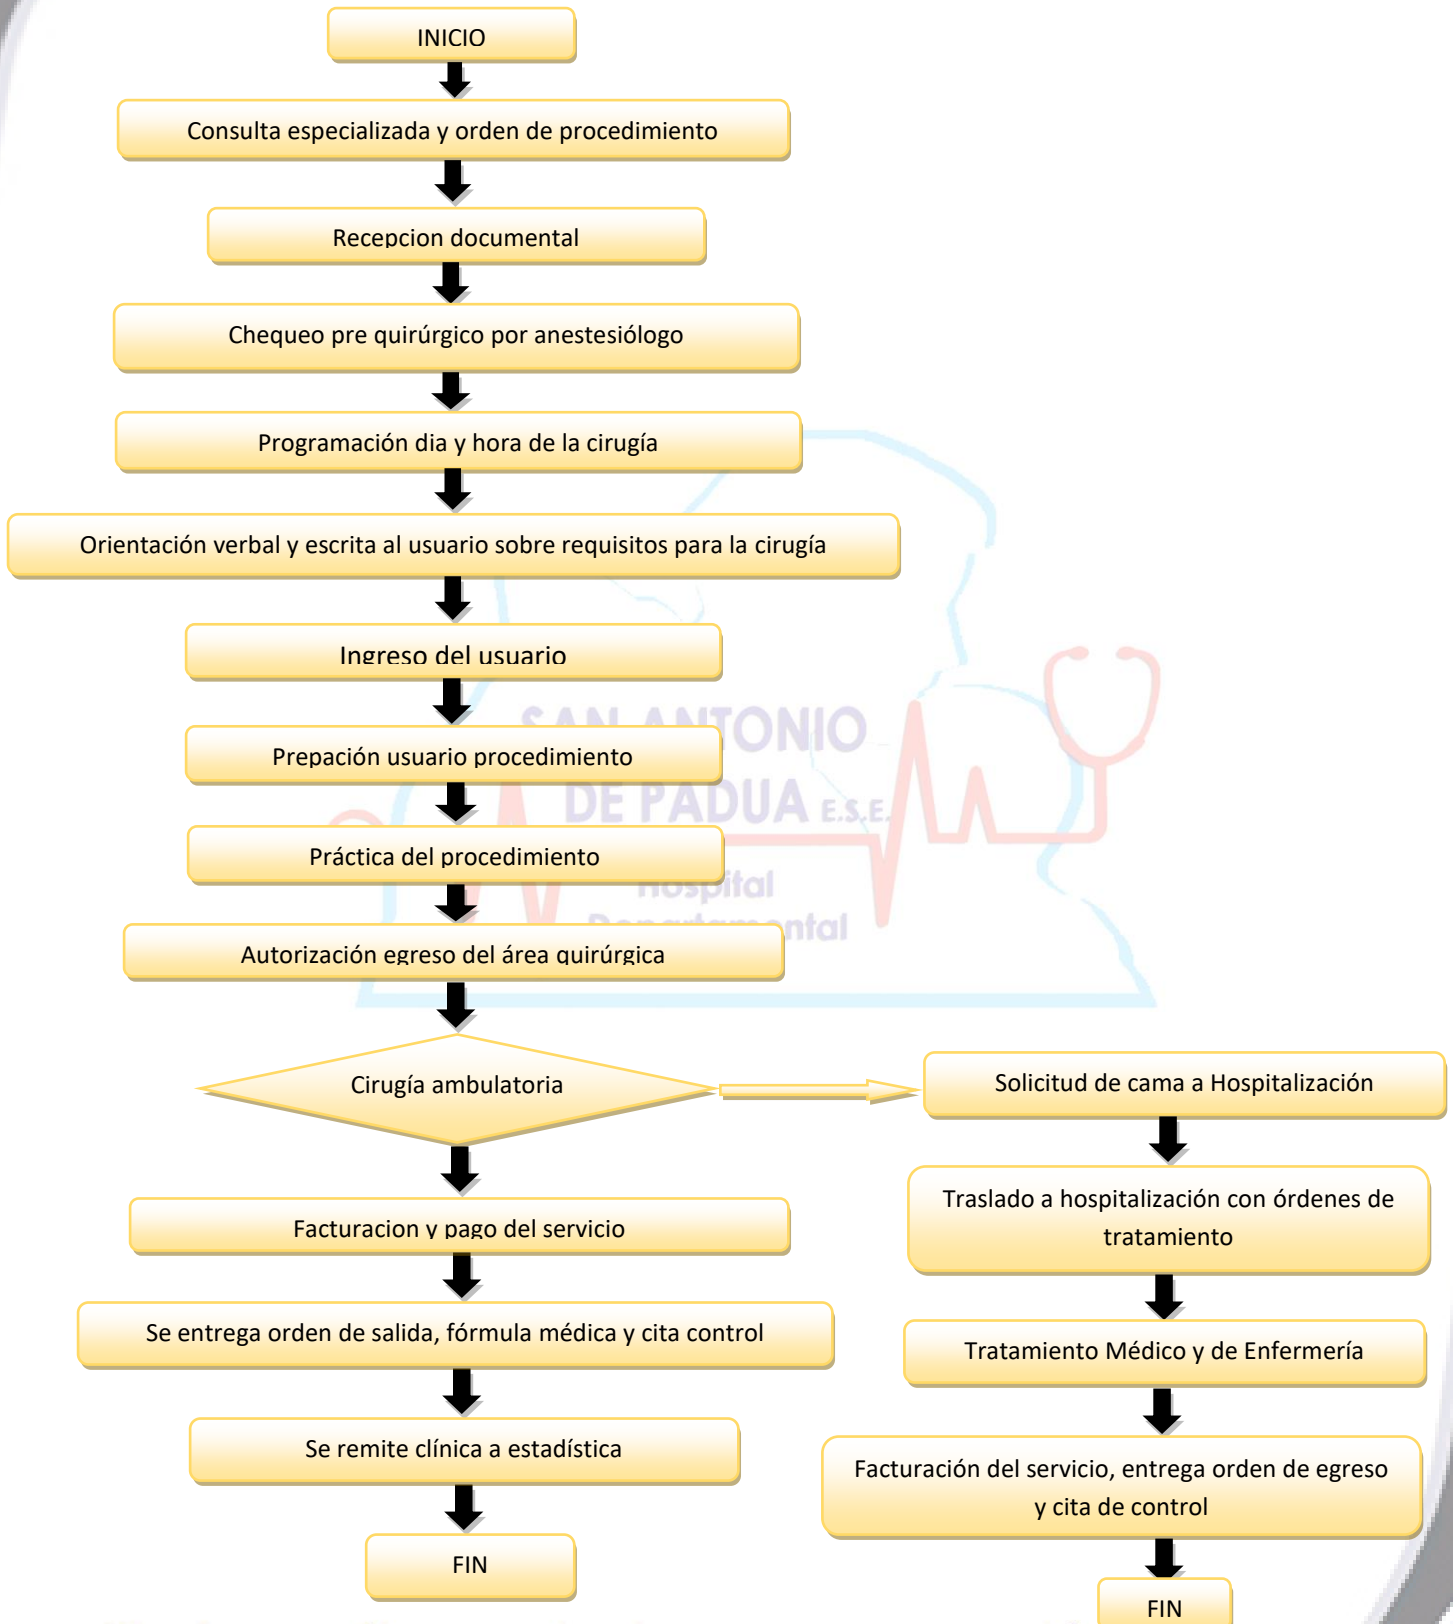 INICIO
Consulta especializada y orden de procedimiento
Recepcion documental
Chequeo pre quirúrgico por anestesiólogo
Programación dia y hora de la cirugía
Orientación verbal y escrita al usuario sobre requisitos para la cirugía
Ingreso del usuario
SAN ANTONIO
Prepación usuario procedimiento
DE PADUA E.S.E.
Práctica del procedimiento
Hospital
Departamental
Autorización egreso del área quirúrgica
Cirugía ambulatoria
Facturacion y pago del servicio
Se entrega orden de salida, fórmula médica y cita control
Se remite clínica a estadística
FIN
Solicitud de cama a Hospitalización
Traslado a hospitalización con órdenes de
tratamiento
Tratamiento Médico y de Enfermería
Facturación del servicio, entrega orden de egreso
y cita de control
FIN